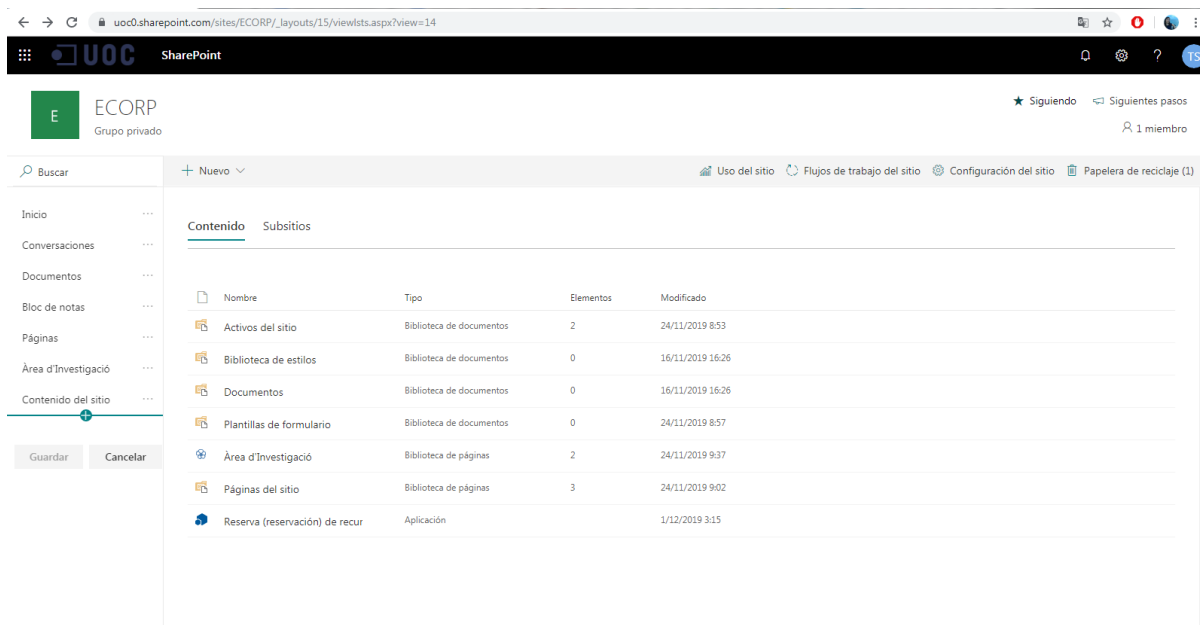 uoc0.sharepoint.com/sites/ECORP/_layouts/15/viewlsts.aspx?view=14
UOC SharePoint ? TS
E ECORP
Grupo privado
Siguiendo Siguientes pasos
1 miembro
Buscar
Nuevo Uso del sitio Flujos de trabajo del sitio Configuración del sitio Papelera de reciclaje (1)
Inicio ...
Conversaciones ...
Documentos ...
Bloc de notas ...
Páginas ...
Àrea d'Investigació ...
Contenido del sitio ...
Guardar Cancelar
Contenido Subsitios
Nombre Tipo Elementos Modificado
Activos del sitio Biblioteca de documentos 2 24/11/2019 8:53
Biblioteca de estilos Biblioteca de documentos 0 16/11/2019 16:26
Documentos Biblioteca de documentos 0 16/11/2019 16:26
Plantillas de formulario Biblioteca de documentos 0 24/11/2019 8:57
Àrea d'Investigació Biblioteca de páginas 2 24/11/2019 9:37
Páginas del sitio Biblioteca de páginas 3 24/11/2019 9:02
Reserva (reservación) de recur Aplicación 1/12/2019 3:15